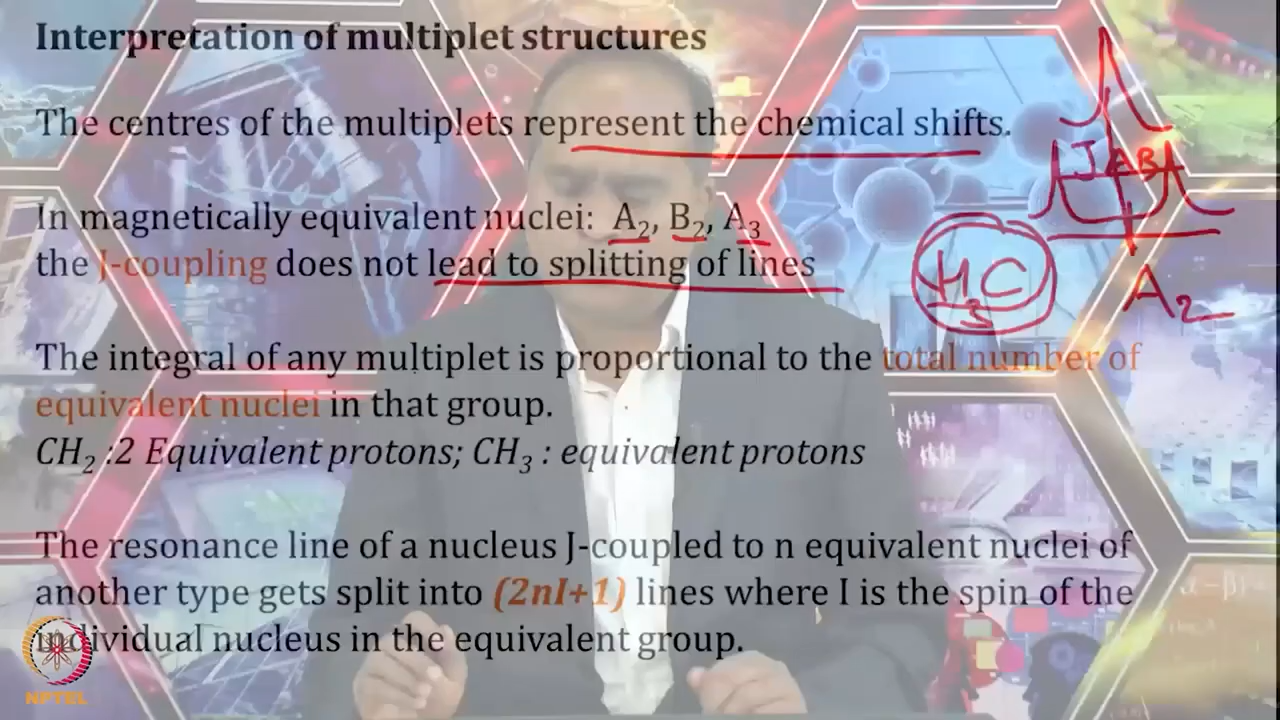 Interpretation of multiplet structures
The centres of the multiplets represent the chemical shifts.
In magnetically equivalent nuclei: A₂, B₂, A₃
the J-coupling does not lead to splitting of lines
J AB
H₃C
A₂
The integral of any multiplet is proportional to the total number of
equivalent nuclei in that group.
CH₂ :2 Equivalent protons; CH₃ : equivalent protons
The resonance line of a nucleus J-coupled to n equivalent nuclei of
another type gets split into (2nI+1) lines where I is the spin of the
individual nucleus in the equivalent group.
NPTEL